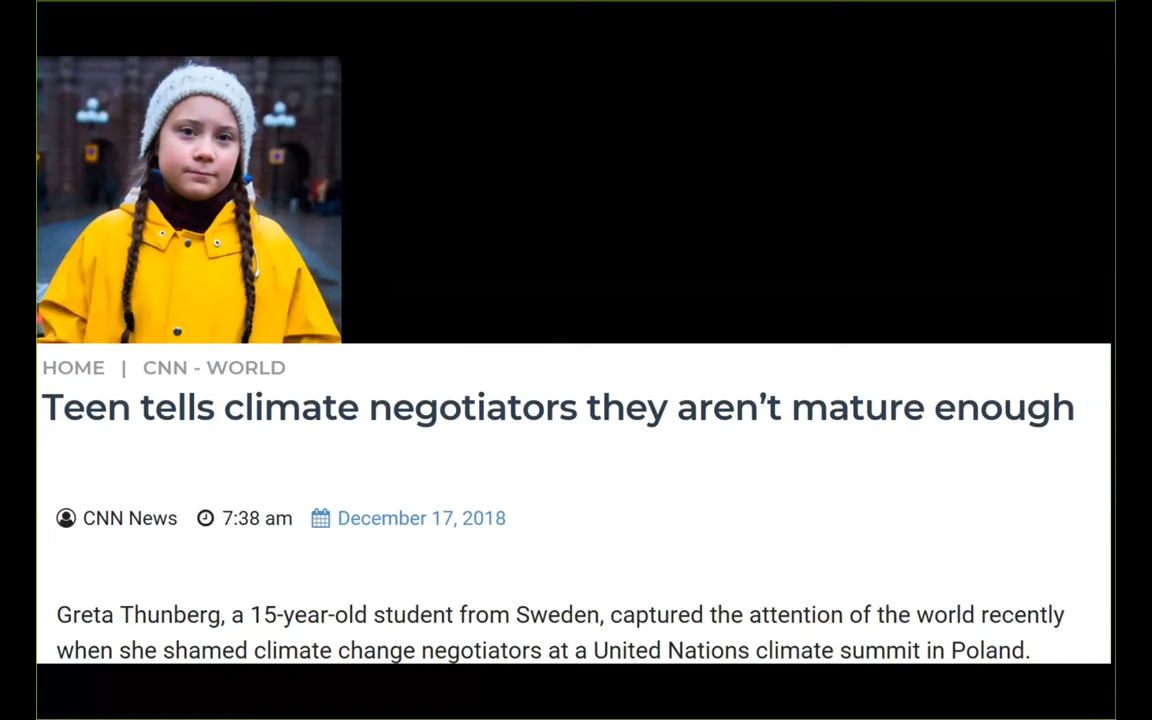 HOME | CNN - WORLD
Teen tells climate negotiators they aren't mature enough
CNN News 7:38 am December 17, 2018
Greta Thunberg, a 15-year-old student from Sweden, captured the attention of the world recently
when she shamed climate change negotiators at a United Nations climate summit in Poland.